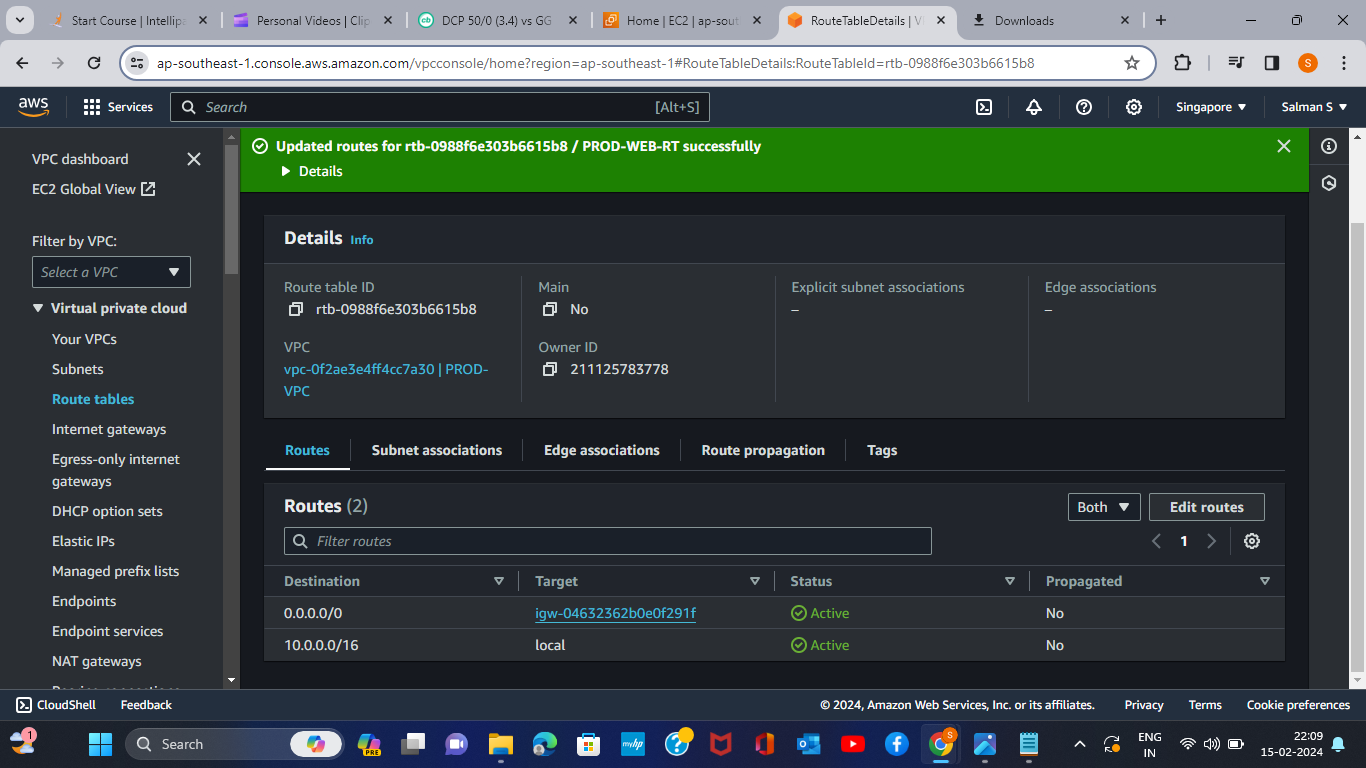 Start Course | Intellipa
Personal Videos | Clip
DCP 50/0 (3.4) vs GG
Home | EC2 | ap-sout
RouteTableDetails | V
Downloads
ap-southeast-1.console.aws.amazon.com/vpcconsole/home?region=ap-southeast-1#RouteTableDetails:RouteTableId=rtb-0988f6e303b6615b8
S
aws
Services
Search
[Alt+S]
Singapore
Salman S
VPC dashboard
EC2 Global View
Filter by VPC:
Select a VPC
Virtual private cloud
Your VPCs
Subnets
Route tables
Internet gateways
Egress-only internet
gateways
DHCP option sets
Elastic IPs
Managed prefix lists
Endpoints
Endpoint services
NAT gateways
Updated routes for rtb-0988f6e303b6615b8 / PROD-WEB-RT successfully
Details
Details Info
Route table ID
rtb-0988f6e303b6615b8
Main
No
Explicit subnet associations
–
Edge associations
–
VPC
vpc-0f2ae3e4ff4cc7a30 | PROD-
VPC
Owner ID
211125783778
Routes
Subnet associations
Edge associations
Route propagation
Tags
Routes (2)
Both
Edit routes
Filter routes
1
Destination Target Status Propagated
0.0.0.0/0 igw-04632362b0e0f291f Active No
10.0.0.0/16 local Active No
CloudShell
Feedback
© 2024, Amazon Web Services, Inc. or its affiliates.
Privacy
Terms
Cookie preferences
1
Search
PRE
myhp
S
ENG
IN
22:09
15-02-2024